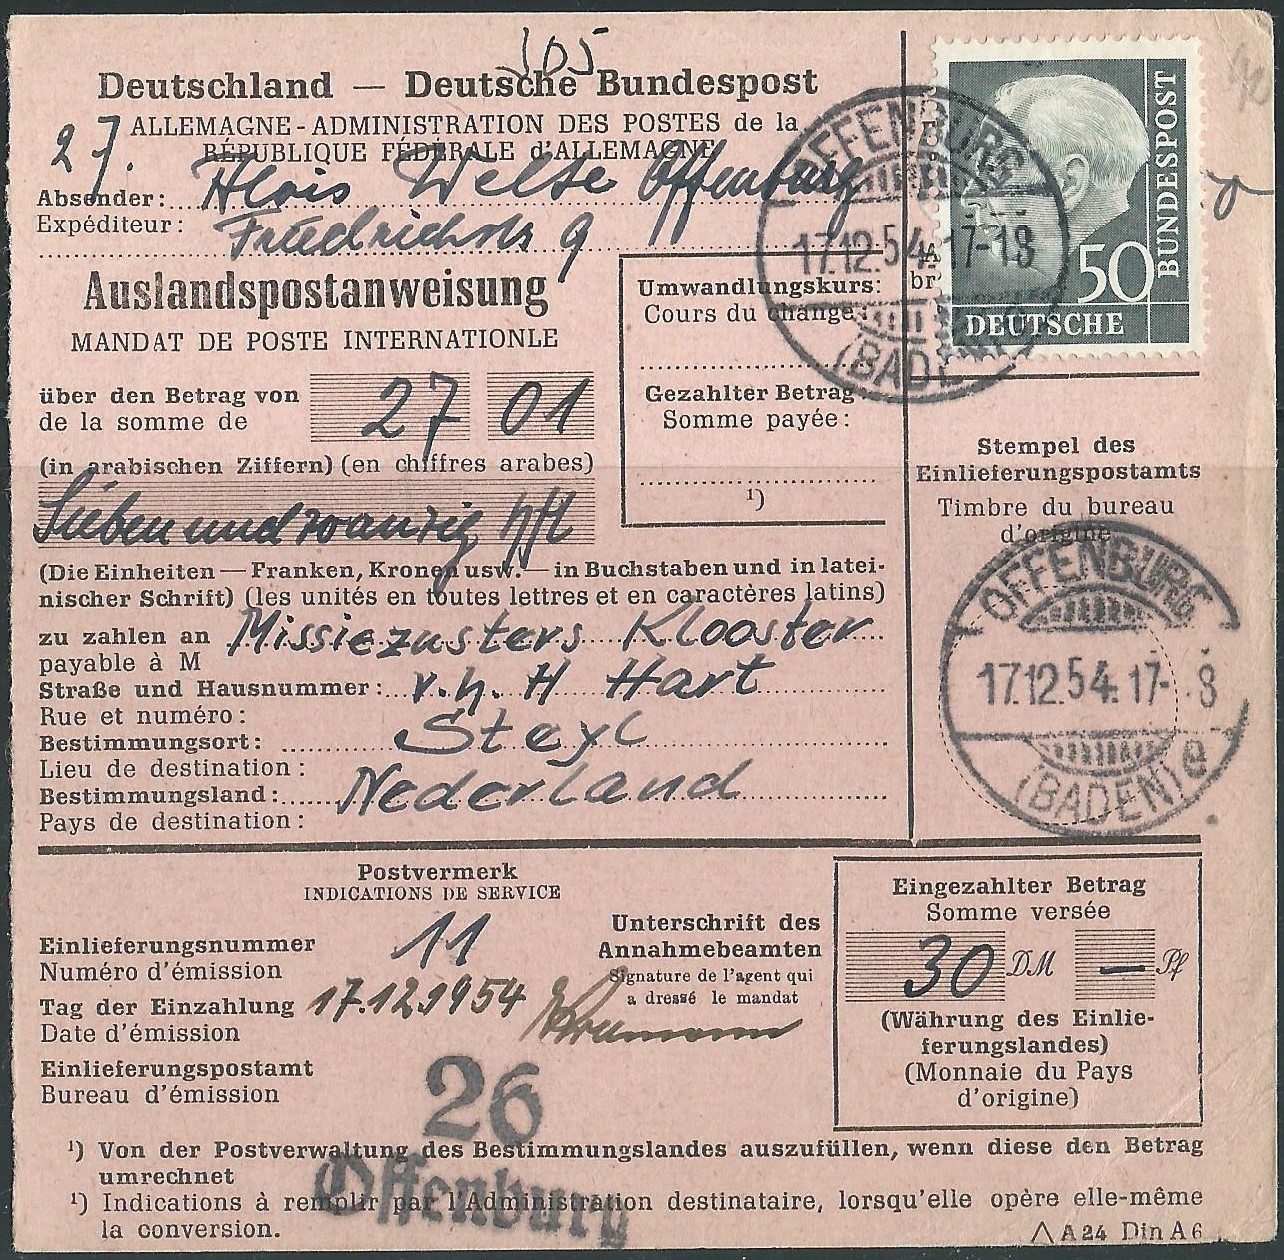 105
Deutschland — Deutsche Bundespost
27.
ALLEMAGNE - ADMINISTRATION DES POSTES de la
RÉPUBLIQUE FÉDÉRALE d'ALLEMAGNE
Absender: Alois Welte Offenburg
Expéditeur: Friedrichstr 9
Auslandspostanweisung
MANDAT DE POSTE INTERNATIONLE
über den Betrag von
de la somme de
27 01
(in arabischen Ziffern) (en chiffres arabes)
Siebenundzwanzig hfl
Umwandlungskurs:
Cours du change:
Gezahlter Betrag
Somme payée:
¹)
(Die Einheiten — Franken, Kronen usw. — in Buchstaben und in latei-
nischer Schrift) (les unités en toutes lettres et en caractères latins)
zu zahlen an Missiezusters Klooster
payable à M
Straße und Hausnummer: v.h. H Hart
Rue et numéro:
Bestimmungsort: Steyl
Lieu de destination:
Bestimmungsland: Nederland
Pays de destination:
DEUTSCHE
BUNDESPOST
50
OFFENBURG
17.12.54.17-18
(BADEN)
Stempel des
Einlieferungspostamts
Timbre du bureau
d'origine
OFFENBURG
17.12.54.17- 8
(BADEN) e
Postvermerk
INDICATIONS DE SERVICE
Einlieferungsnummer 11
Numéro d'émission
Tag der Einzahlung 17.12.1954
Date d'émission
Einlieferungspostamt
Bureau d'émission
Unterschrift des
Annahmebeamten
Signature de l'agent qui
a dressé le mandat
Eingezahlter Betrag
Somme versée
30 DM — Pf
(Währung des Einlie-
ferungslandes)
(Monnaie du Pays
d'origine)
26
Offenburg
¹) Von der Postverwaltung des Bestimmungslandes auszufüllen, wenn diese den Betrag
umrechnet
¹) Indications à remplir par l'Administration destinataire, lorsqu'elle opère elle-même
la conversion.
A 24 Din A 6